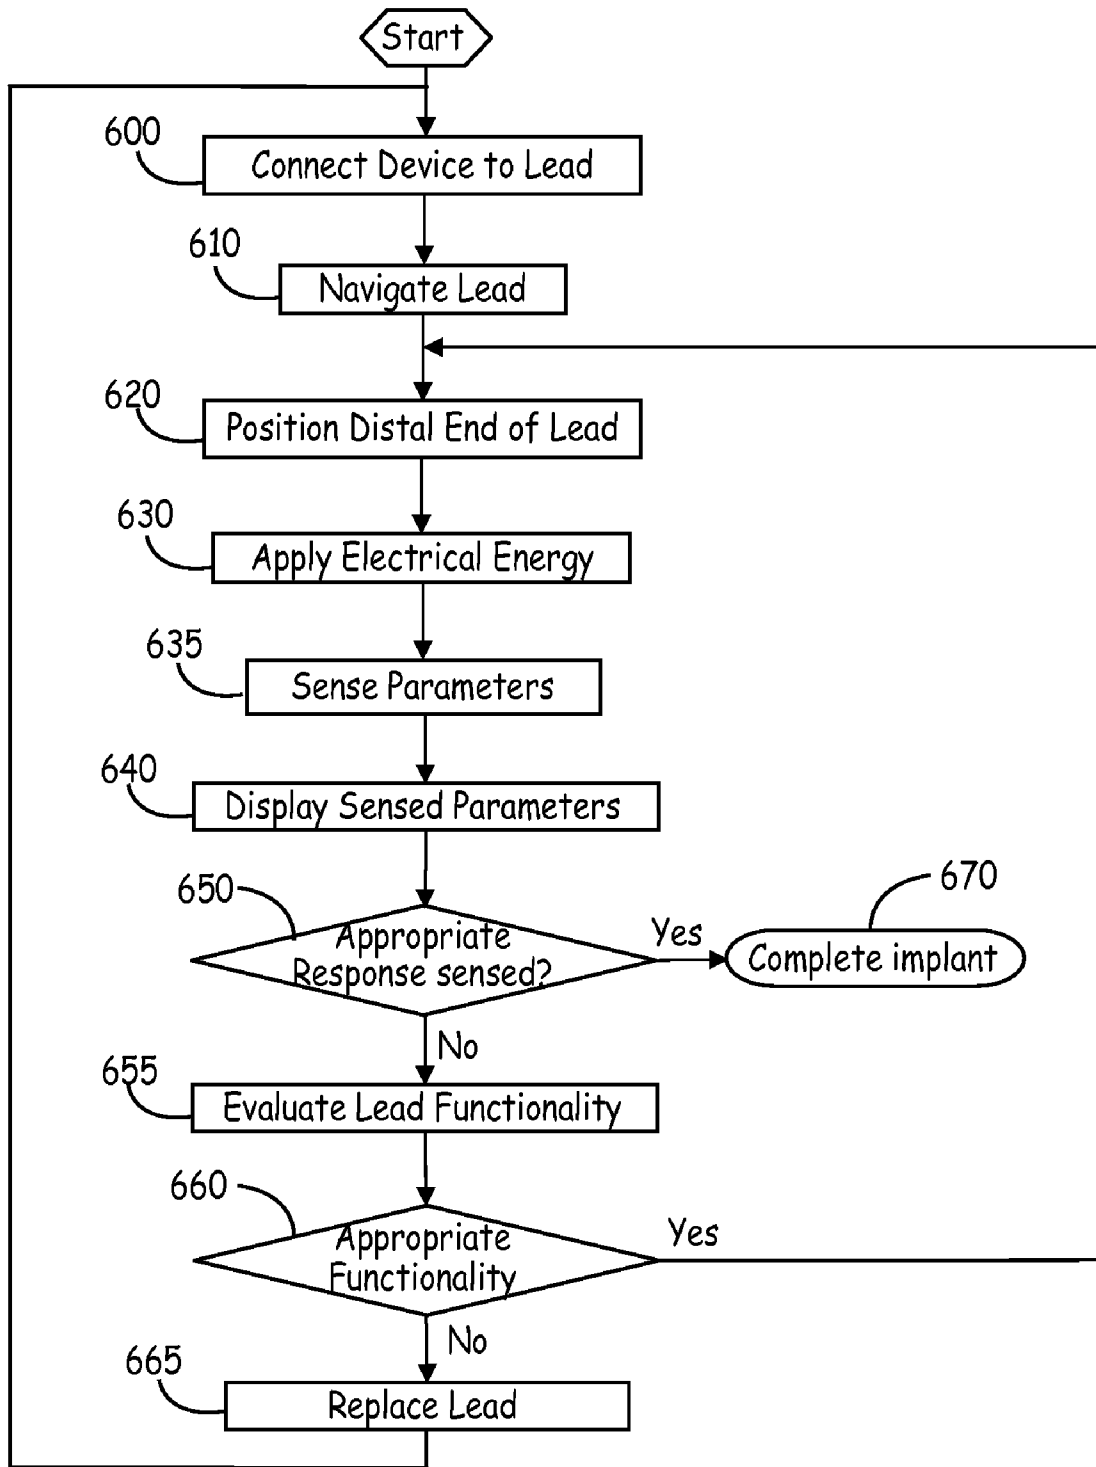 Start
600
Connect Device to Lead
610
Navigate Lead
620
Position Distal End of Lead
630
Apply Electrical Energy
635
Sense Parameters
640
Display Sensed Parameters
650
Appropriate
Response sensed?
Yes
670
Complete implant
No
655
Evaluate Lead Functionality
660
Appropriate
Functionality
Yes
No
665
Replace Lead